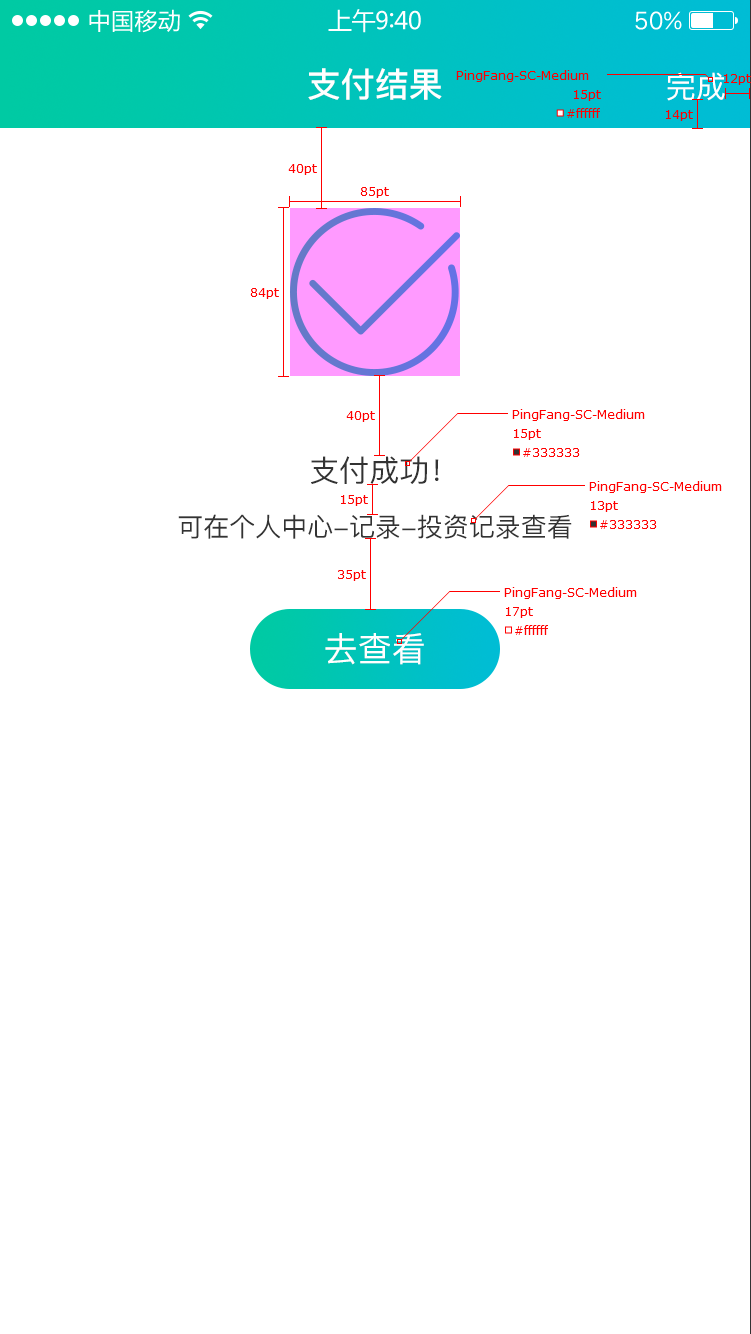 中国移动 上午9:40 50%
支付结果 PingFang-SC-Medium 完成 12pt
15pt
#ffffff 14pt
40pt
85pt
84pt
40pt
PingFang-SC-Medium
15pt
#333333
支付成功!
PingFang-SC-Medium
15pt
13pt
可在个人中心-记录-投资记录查看
#333333
35pt
PingFang-SC-Medium
17pt
#ffffff
去查看